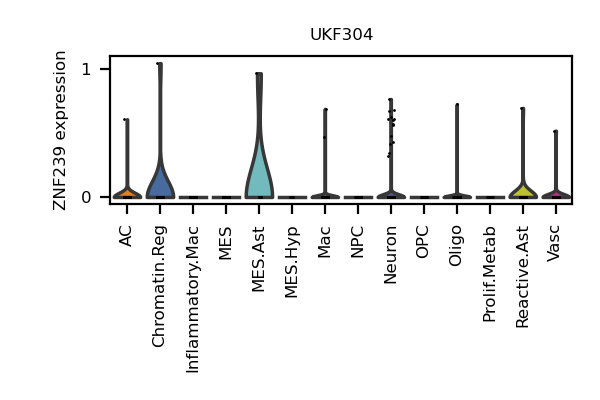 UKF304
ZNF239 expression
1
0
AC
Chromatin.Reg
Inflammatory.Mac
MES
MES.Ast
MES.Hyp
Mac
NPC
Neuron
OPC
Oligo
Prolif.Metab
Reactive.Ast
Vasc